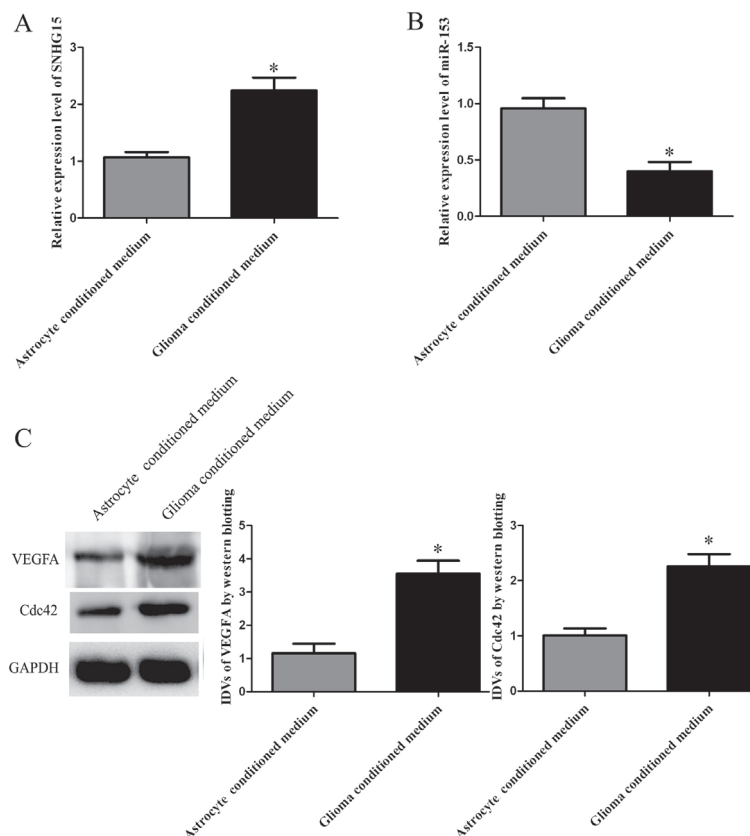 A
Relative expression level of SNHG15
3
2
1
0
*
Astrocyte conditioned medium
Glioma conditioned medium
B
Relative expression level of miR-153
1.5
1.0
0.5
0.0
*
Astrocyte conditioned medium
Glioma conditioned medium
C
Astrocyte conditioned medium
Glioma conditioned medium
VEGFA
Cdc42
GAPDH
IDVs of VEGFA by western blotting
5
4
3
2
1
0
*
Astrocyte conditioned medium
Glioma conditioned medium
IDVs of Cdc42 by western blotting
3
2
1
0
*
Astrocyte conditioned medium
Glioma conditioned medium